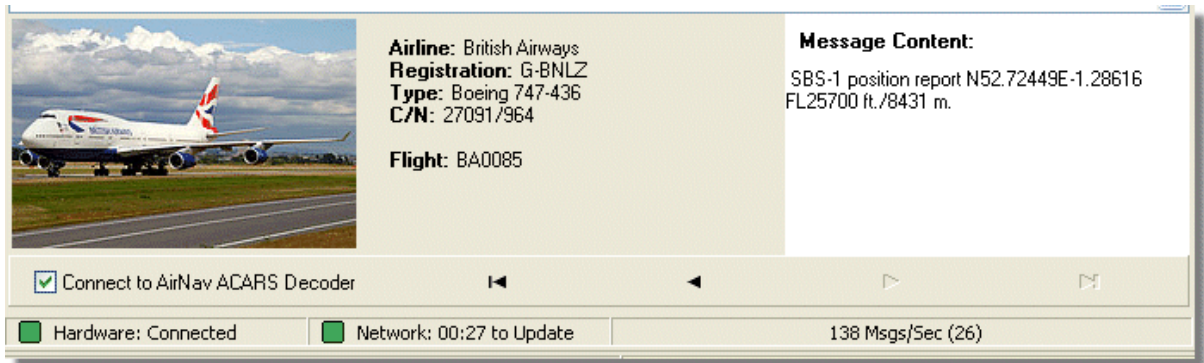 BRITISH AIRWAYS
Airline: British Airways
Registration: G-BNLZ
Type: Boeing 747-436
C/N: 27091/964
Flight: BA0085
Message Content:
SBS-1 position report N52.72449E-1.28616
FL25700 ft./8431 m.
Connect to AirNav ACARS Decoder
Hardware: Connected
Network: 00:27 to Update
138 Msgs/Sec (26)